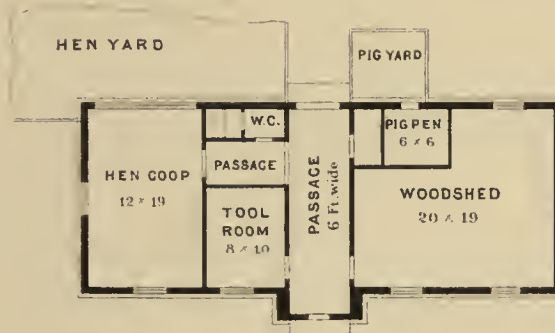 HEN YARD
PIG YARD
W.C.
PIG PEN
6 x 6
PASSAGE
HEN COOP
12 x 19
PASSAGE
6 Ft. wide
WOODSHED
20 x 19
TOOL
ROOM
8 x 10